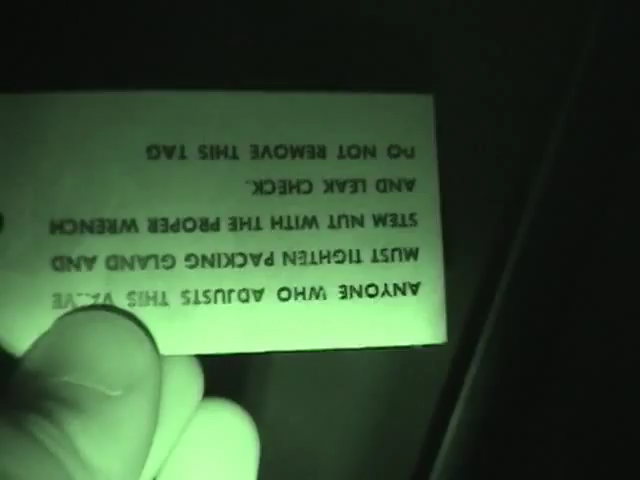 ANYONE WHO ADJUSTS THIS VALVE
MUST TIGHTEN PACKING GLAND AND
STEM NUT WITH THE PROPER WRENCH
AND LEAK CHECK.
DO NOT REMOVE THIS TAG